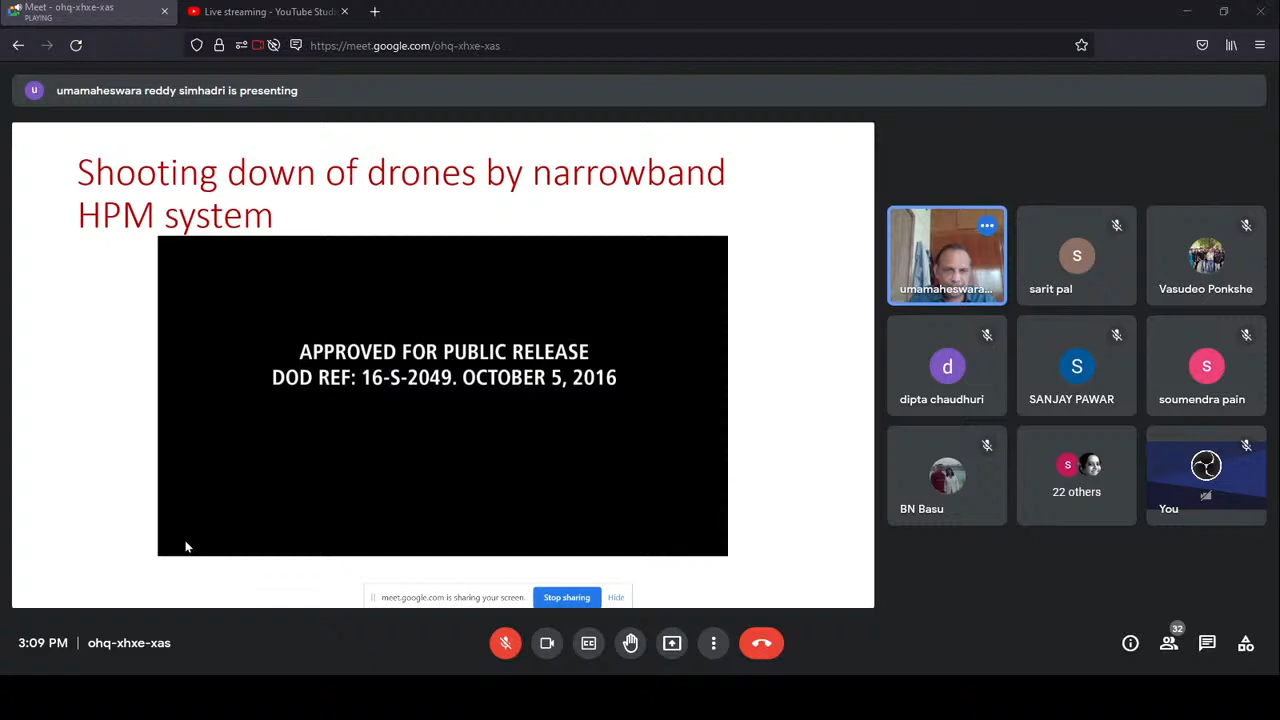 Meet - ohq-xhxe-xas
PLAYING
Live streaming - YouTube Stud
https://meet.google.com/ohq-xhxe-xas
u
umamaheswara reddy simhadri is presenting
Shooting down of drones by narrowband
HPM system
APPROVED FOR PUBLIC RELEASE
DOD REF: 16-S-2049. OCTOBER 5, 2016
meet.google.com is sharing your screen.
Stop sharing
Hide
umamaheswara...
s
sarit pal
Vasudeo Ponkshe
d
dipta chaudhuri
S
SANJAY PAWAR
s
soumendra pain
BN Basu
s
22 others
You
3:09 PM | ohq-xhxe-xas
32